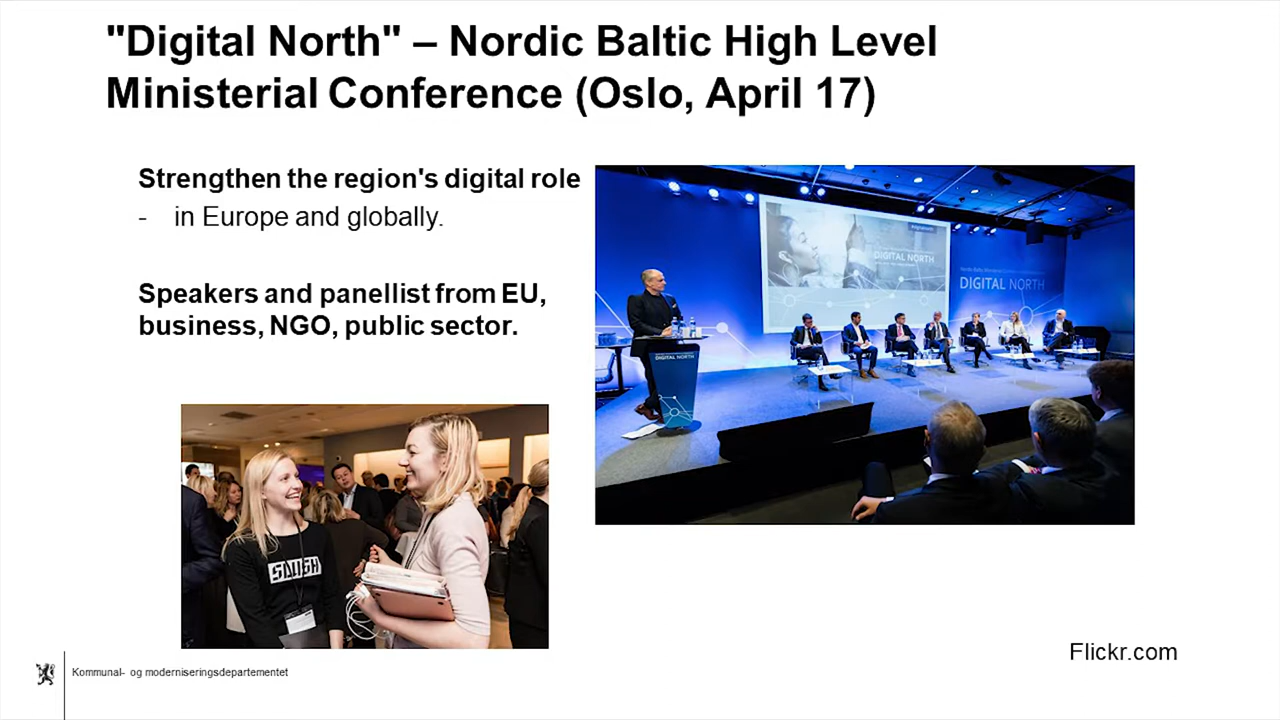 "Digital North" – Nordic Baltic High Level
Ministerial Conference (Oslo, April 17)
Strengthen the region's digital role
- in Europe and globally.
Speakers and panellist from EU,
business, NGO, public sector.
DIGITAL NORTH
DIGITAL NORTH
DIGITAL NORTH
Flickr.com
Kommunal- og moderniseringsdepartementet